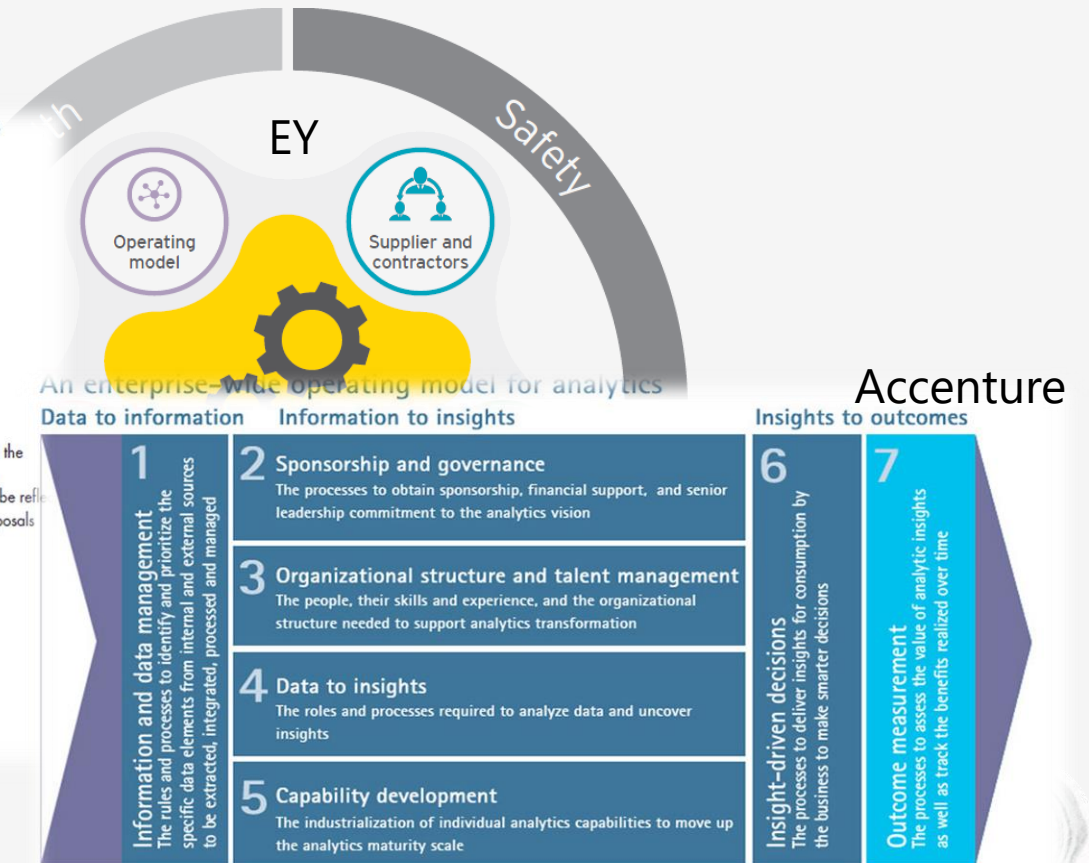 th
Safety
EY
Operating
model
Supplier and
contractors
An enterprise-wide operating model for analytics
Accenture
Data to information
Information to insights
Insights to outcomes
the
be refle
posals
1
Information and data management
The rules and processes to identify and prioritize the
specific data elements from internal and external sources
to be extracted, integrated, processed and managed
2 Sponsorship and governance
The processes to obtain sponsorship, financial support, and senior
leadership commitment to the analytics vision
3 Organizational structure and talent management
The people, their skills and experience, and the organizational
structure needed to support analytics transformation
4 Data to insights
The roles and processes required to analyze data and uncover
insights
5 Capability development
The industrialization of individual analytics capabilities to move up
the analytics maturity scale
6
Insight-driven decisions
The processes to deliver insights for consumption by
the business to make smarter decisions
7
Outcome measurement
The processes to assess the value of analytic insights
as well as track the benefits realized over time